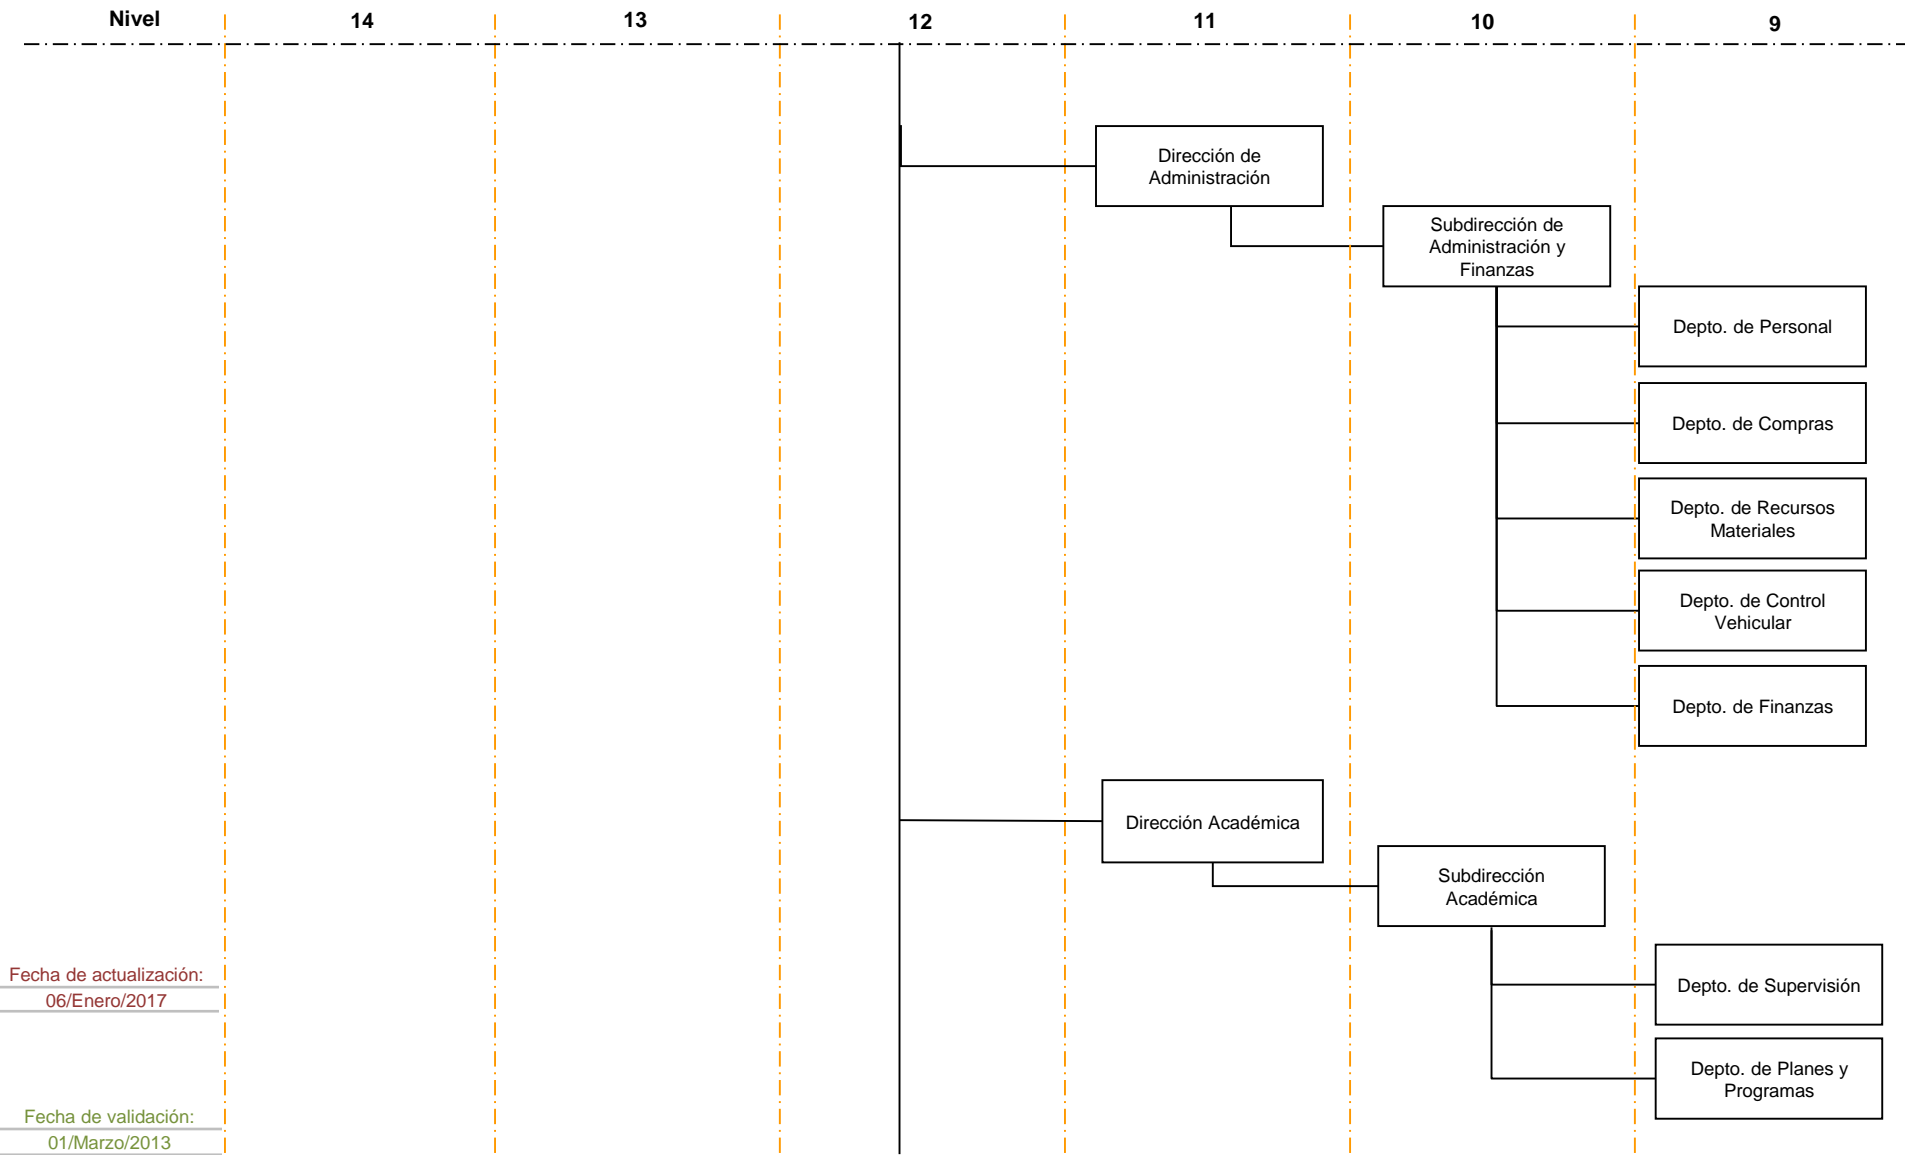 Nivel 14 13 12 11 10 9
Dirección de
Administración
Subdirección de
Administración y
Finanzas
Depto. de Personal
Depto. de Compras
Depto. de Recursos
Materiales
Depto. de Control
Vehicular
Depto. de Finanzas
Dirección Académica
Subdirección
Académica
Depto. de Supervisión
Depto. de Planes y
Programas
Fecha de actualización:
06/Enero/2017
Fecha de validación:
01/Marzo/2013